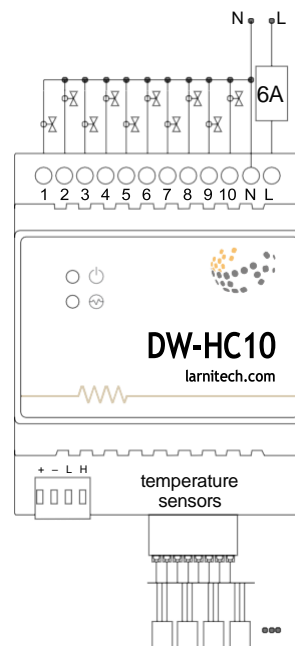 N L
6A
1 2 3 4 5 6 7 8 9 10 N L
DW-HC10
larnitech.com
+ – L H
temperature
sensors